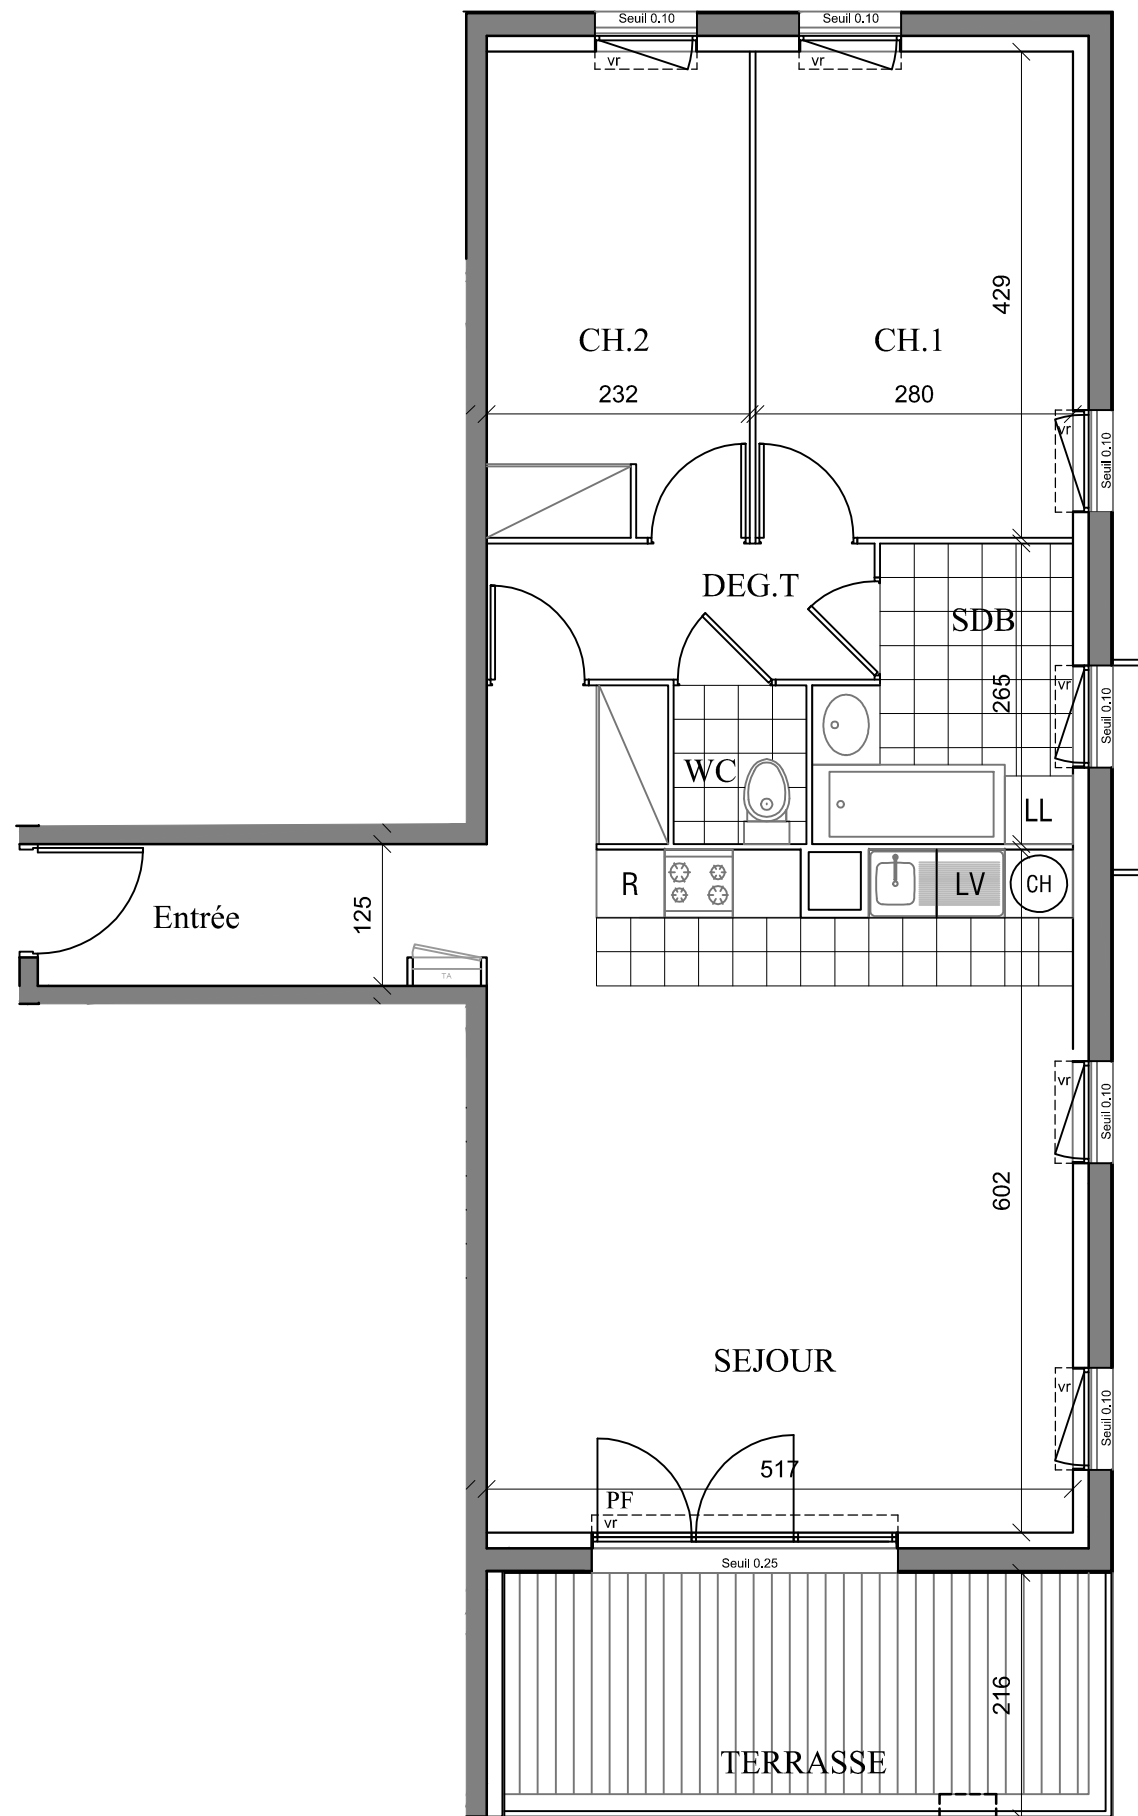 Seuil 0.10
Seuil 0.10
vr
vr
429
CH.2
CH.1
232
280
vr
Seuil 0.10
DEG.T
SDB
265
vr
Seuil 0.10
WC
LL
R
LV
CH
Entrée
125
TA
vr
Seuil 0.10
602
SEJOUR
vr
Seuil 0.10
517
PF
vr
Seuil 0.25
216
TERRASSE